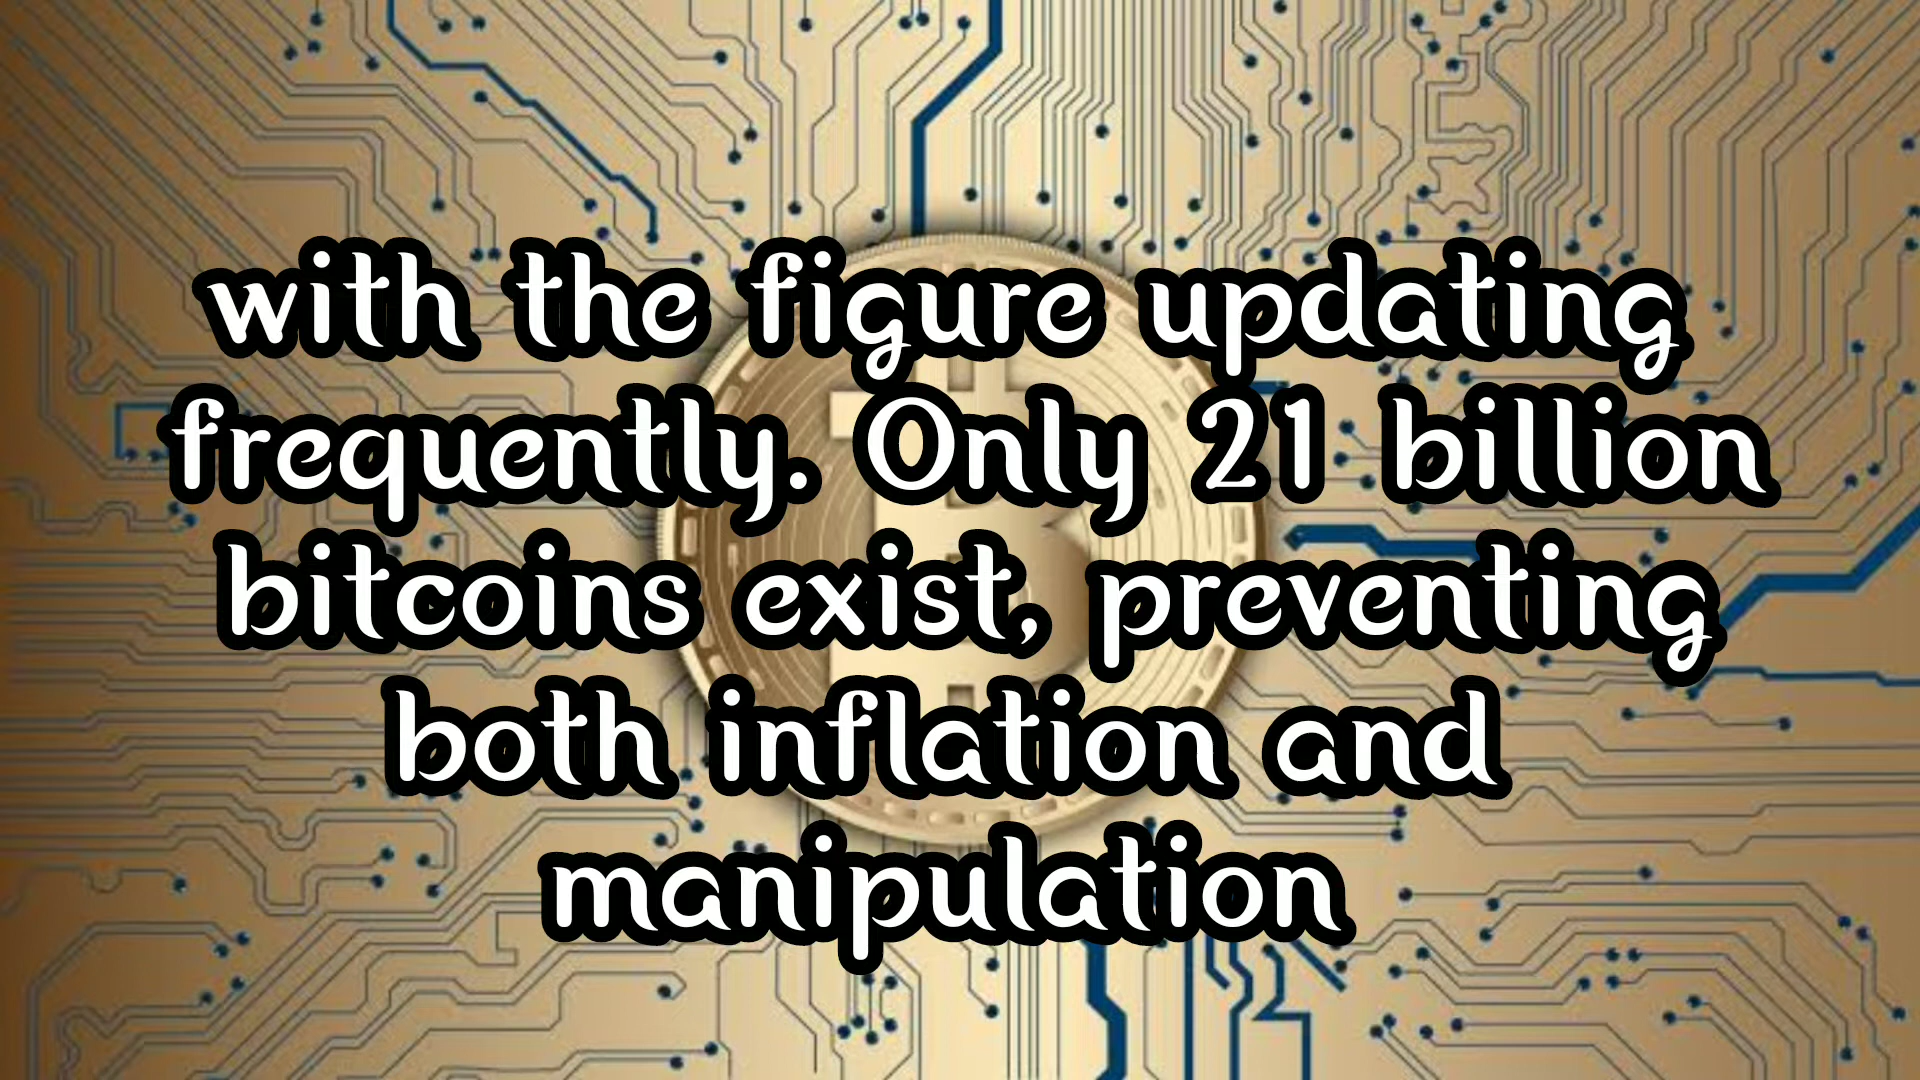 with the figure updating
frequently. Only 21 billion
bitcoins exist, preventing
both inflation and
manipulation